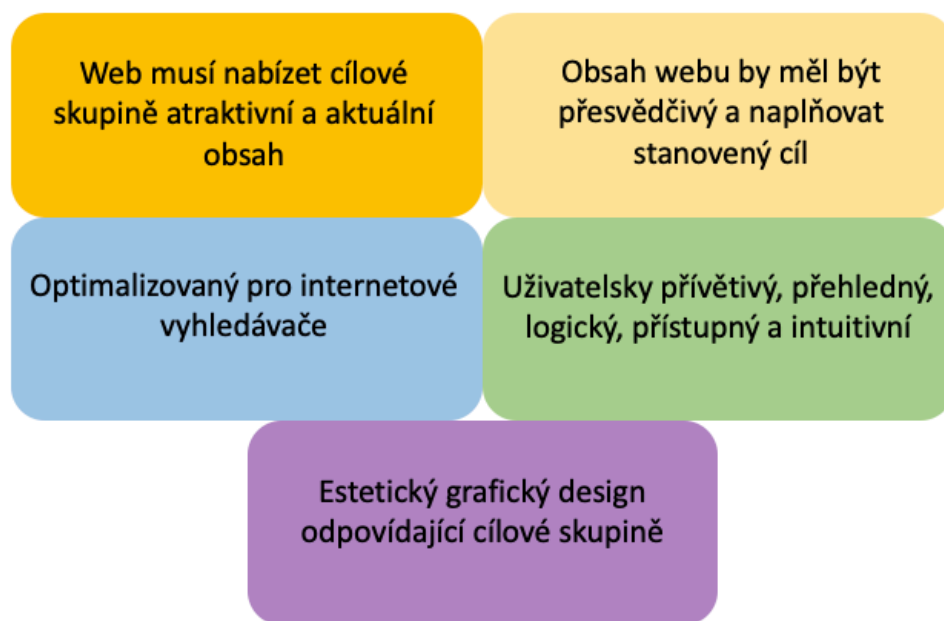 Web musí nabízet cílové
skupině atraktivní a aktuální
obsah
Obsah webu by měl být
přesvědčivý a naplňovat
stanovený cíl
Optimalizovaný pro internetové
vyhledávače
Uživatelsky přívětivý, přehledný,
logický, přístupný a intuitivní
Estetický grafický design
odpovídající cílové skupině